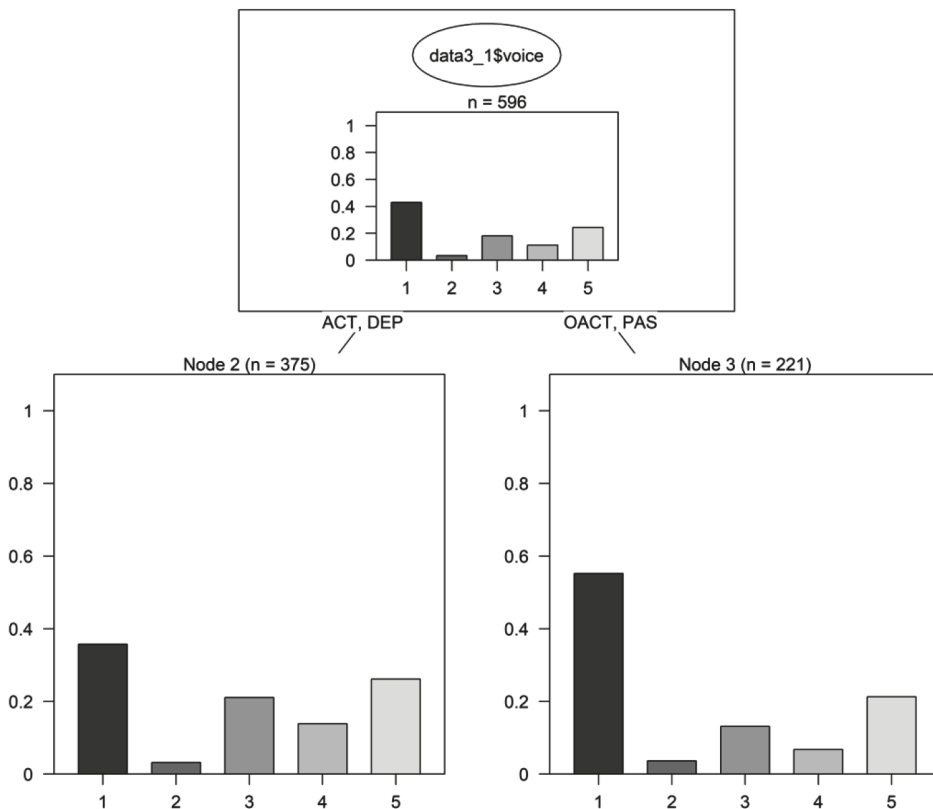 data3_1$voice
n = 596
1
0.8
0.6
0.4
0.2
0
1 2 3 4 5
ACT, DEP
OACT, PAS
Node 2 (n = 375)
1
0.8
0.6
0.4
0.2
0
1 2 3 4 5
Node 3 (n = 221)
1
0.8
0.6
0.4
0.2
0
1 2 3 4 5